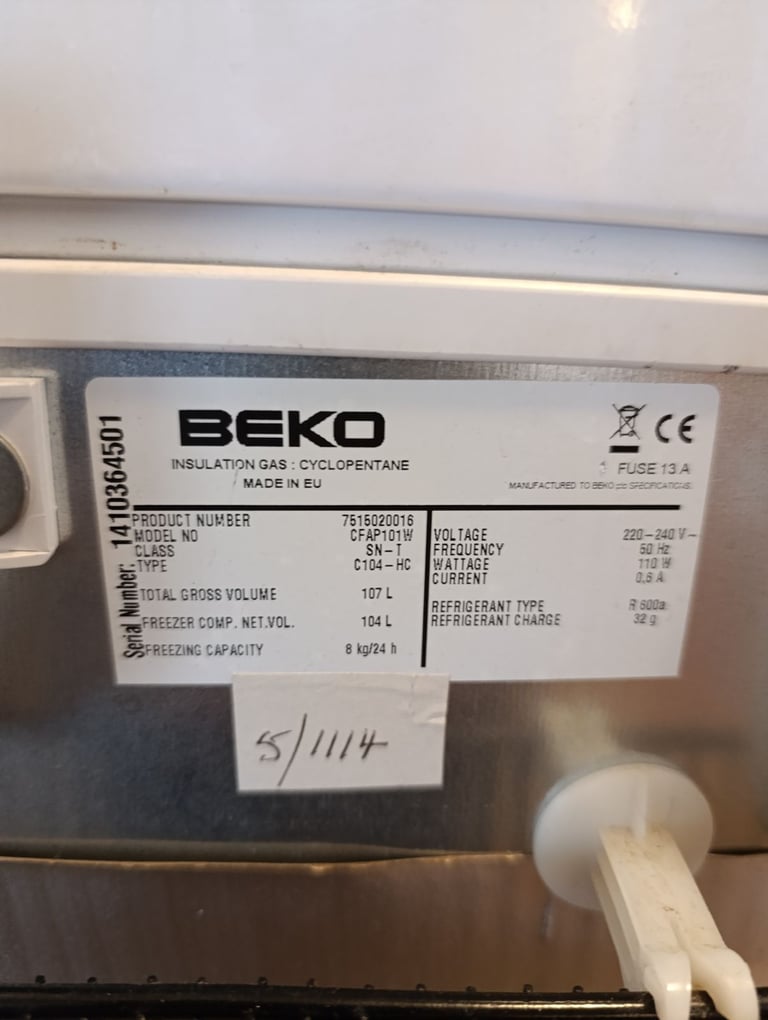 BEKO
INSULATION GAS : CYCLOPENTANE
MADE IN EU
CE
FUSE 13 A
MANUFACTURED TO BEKO plc SPECIFICATIONS.
Serial Number: 1410364501
PRODUCT NUMBER 7515020016
MODEL NO CFAP101W
CLASS SN-T
TYPE C104-HC
TOTAL GROSS VOLUME 107 L
FREEZER COMP. NET.VOL. 104 L
FREEZING CAPACITY 8 kg/24 h
VOLTAGE 220-240 V~
FREQUENCY 50 Hz
WATTAGE 110 W
CURRENT 0,6 A
REFRIGERANT TYPE R 600a
REFRIGERANT CHARGE 32 g
5/1114